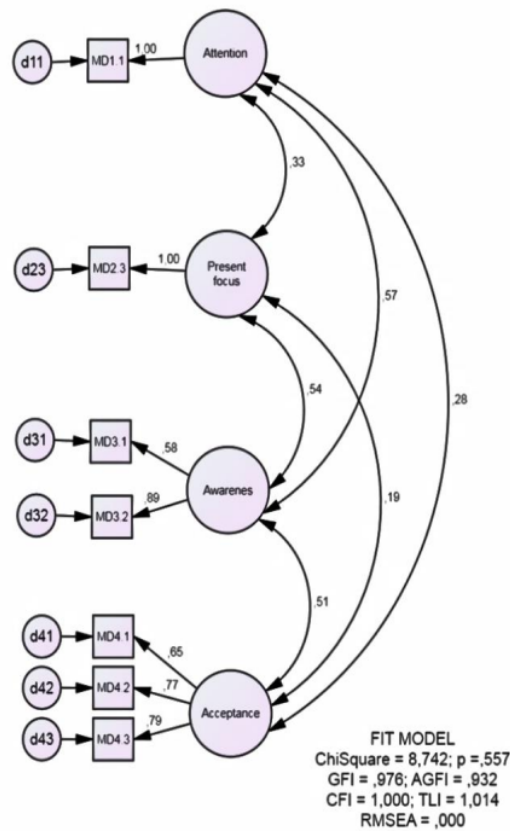 Attention
d11
MD1.1
1,00
,33
Present
focus
d23
MD2.3
1,00
,57
,54
,28
d31
MD3.1
,58
Awarenes
d32
MD3.2
,89
,19
,51
d41
MD4.1
,65
d42
MD4.2
,77
Acceptance
d43
MD4.3
,79
FIT MODEL
ChiSquare = 8,742; p =,557
GFI = ,976; AGFI = ,932
CFI = 1,000; TLI = 1,014
RMSEA = ,000